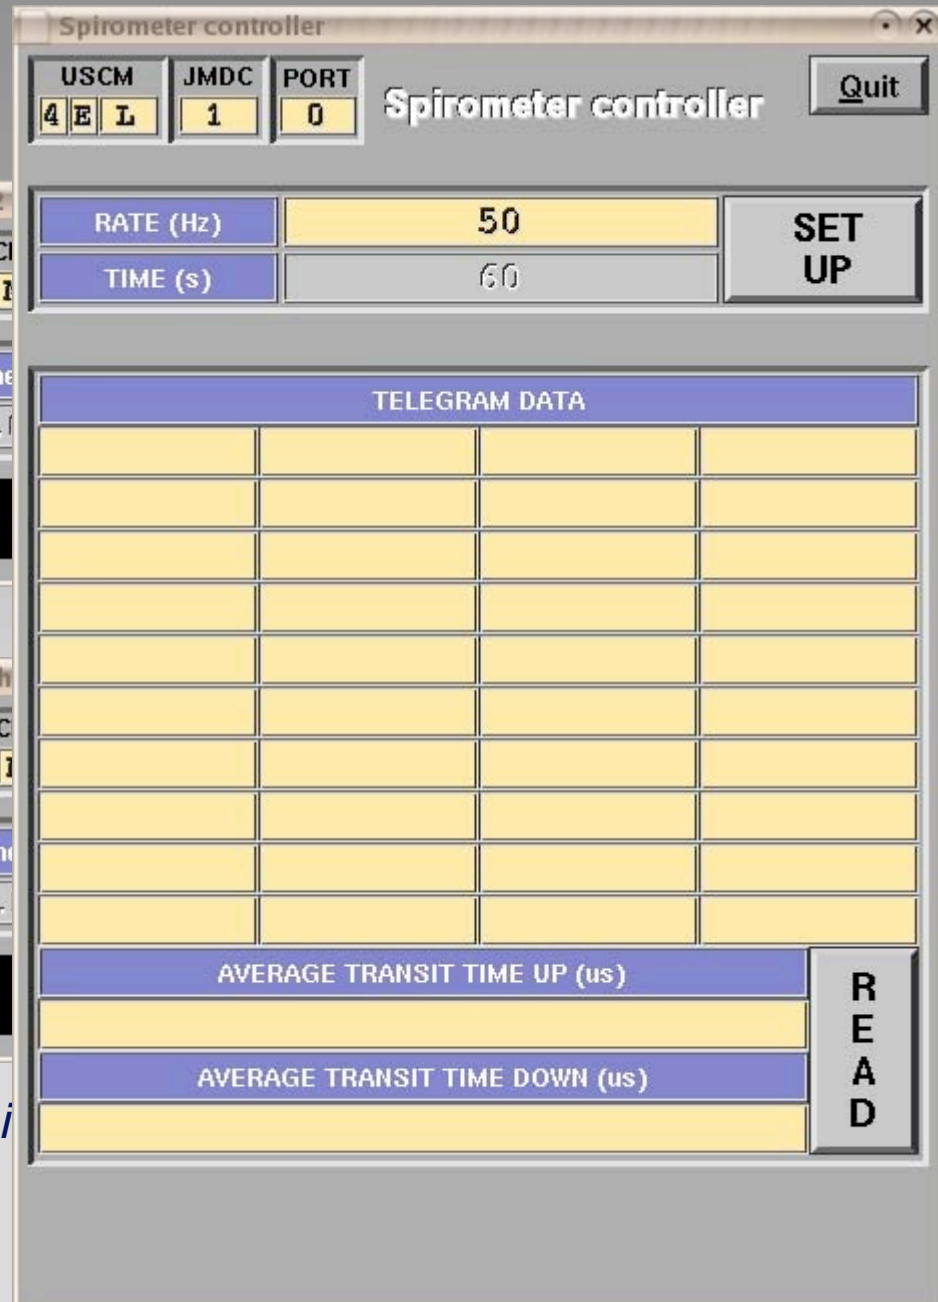 Spirometer controller
USCM JMDC PORT
4 E L 1 0
Spirometer controller
Quit
RATE (Hz) 50
TIME (s) 60
SET
UP
TELEGRAM DATA
AVERAGE TRANSIT TIME UP (us)
AVERAGE TRANSIT TIME DOWN (us)
R
E
A
D